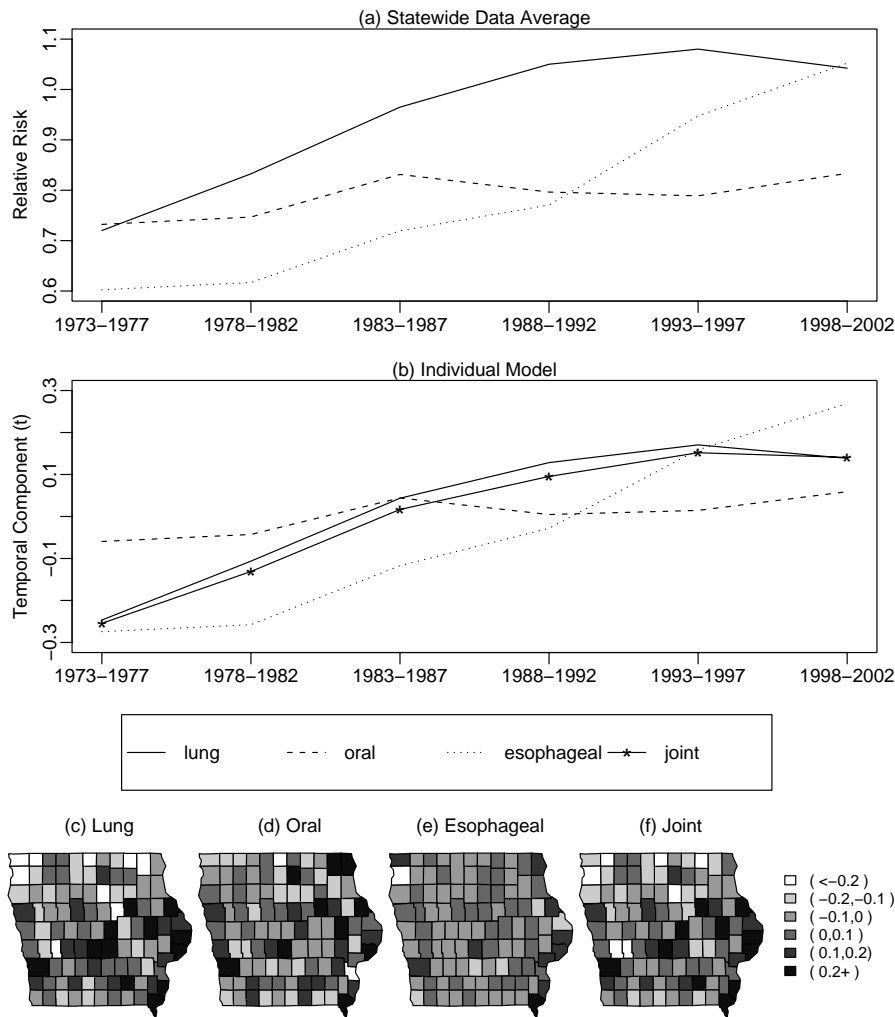 (a) Statewide Data Average
Relative Risk
1.1
1.0
0.9
0.8
0.7
0.6
1973−1977 1978−1982 1983−1987 1988−1992 1993−1997 1998−2002
(b) Individual Model
Temporal Component (t)
0.3
0.1
−0.1
−0.3
1973−1977 1978−1982 1983−1987 1988−1992 1993−1997 1998−2002
lung oral esophageal joint
(c) Lung (d) Oral (e) Esophageal (f) Joint
( <−0.2 )
( −0.2,−0.1 )
( −0.1,0 )
( 0,0.1 )
( 0.1,0.2)
( 0.2+ )